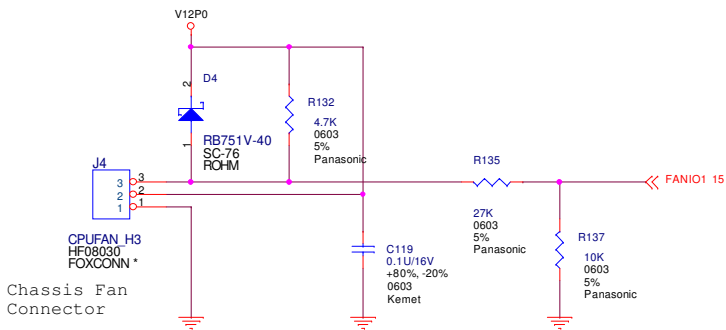 V12P0
2
D4
R132
4.7K
0603
5%
Panasonic
RB751V-40
SC-76
ROHM
1
J4
3
3
2
2
1
1
CPUFAN_H3
HF08030
FOXCONN *
Chassis Fan
Connector
C119
0.1U/16V
+80%, -20%
0603
Kemet
R135
27K
0603
5%
Panasonic
FANIO1 15
R137
10K
0603
5%
Panasonic